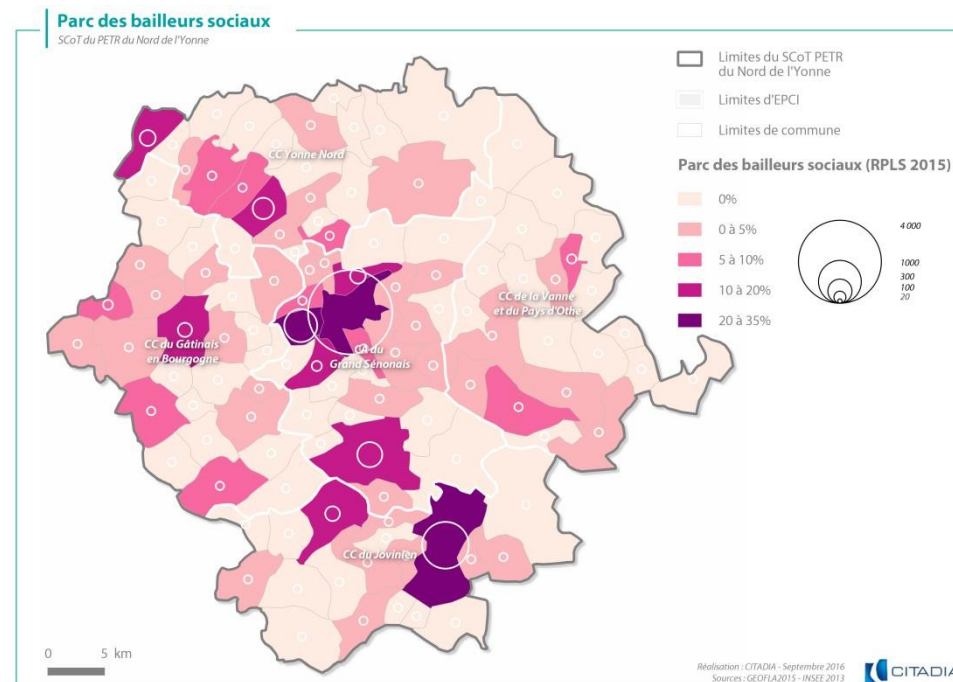 Parc des bailleurs sociaux
SCoT du PETR du Nord de l'Yonne
Limites du SCoT PETR
du Nord de l'Yonne
Limites d'EPCI
Limites de commune
Parc des bailleurs sociaux (RPLS 2015)
0%
0 à 5%
5 à 10%
10 à 20%
20 à 35%
4 000
1000
300
100
20
CC Yonne Nord
CC de la Vanne
et du Pays d'Othe
CC du Gâtinais
en Bourgogne
CA du
Grand Sénonais
CC du Jovinien
0 5 km
Réalisation : CITADIA - Septembre 2016
Sources : GEOFLA2015 - INSEE 2013
CITADIA